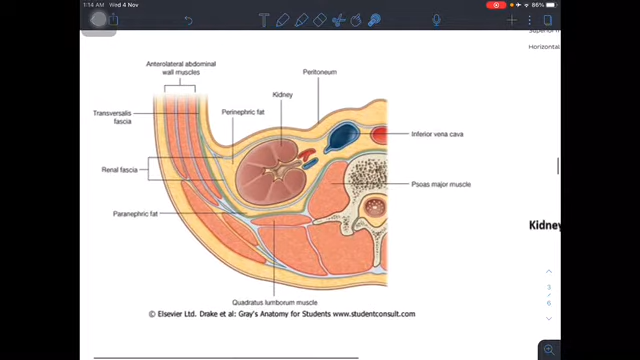 1:14 AM Wed 4 Nov
86%
Superior
Horizontal
Anterolateral abdominal
wall muscles
Peritoneum
Kidney
Transversalis
fascia
Perinephric fat
Inferior vena cava
Renal fascia
Psoas major muscle
Paranephric fat
Kidney
3
6
Quadratus lumborum muscle
© Elsevier Ltd. Drake et al: Gray's Anatomy for Students www.studentconsult.com